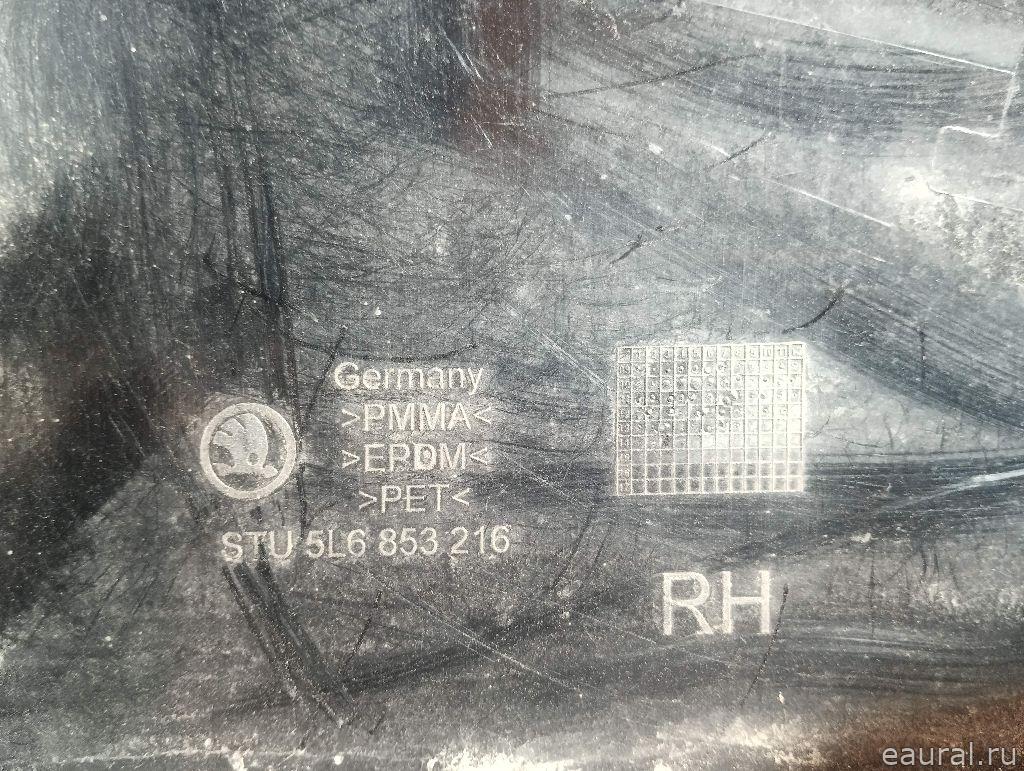 Germany
>PMMA<
>EPDM<
>PET<
STU 5L6 853 216
RH
eaural.ru